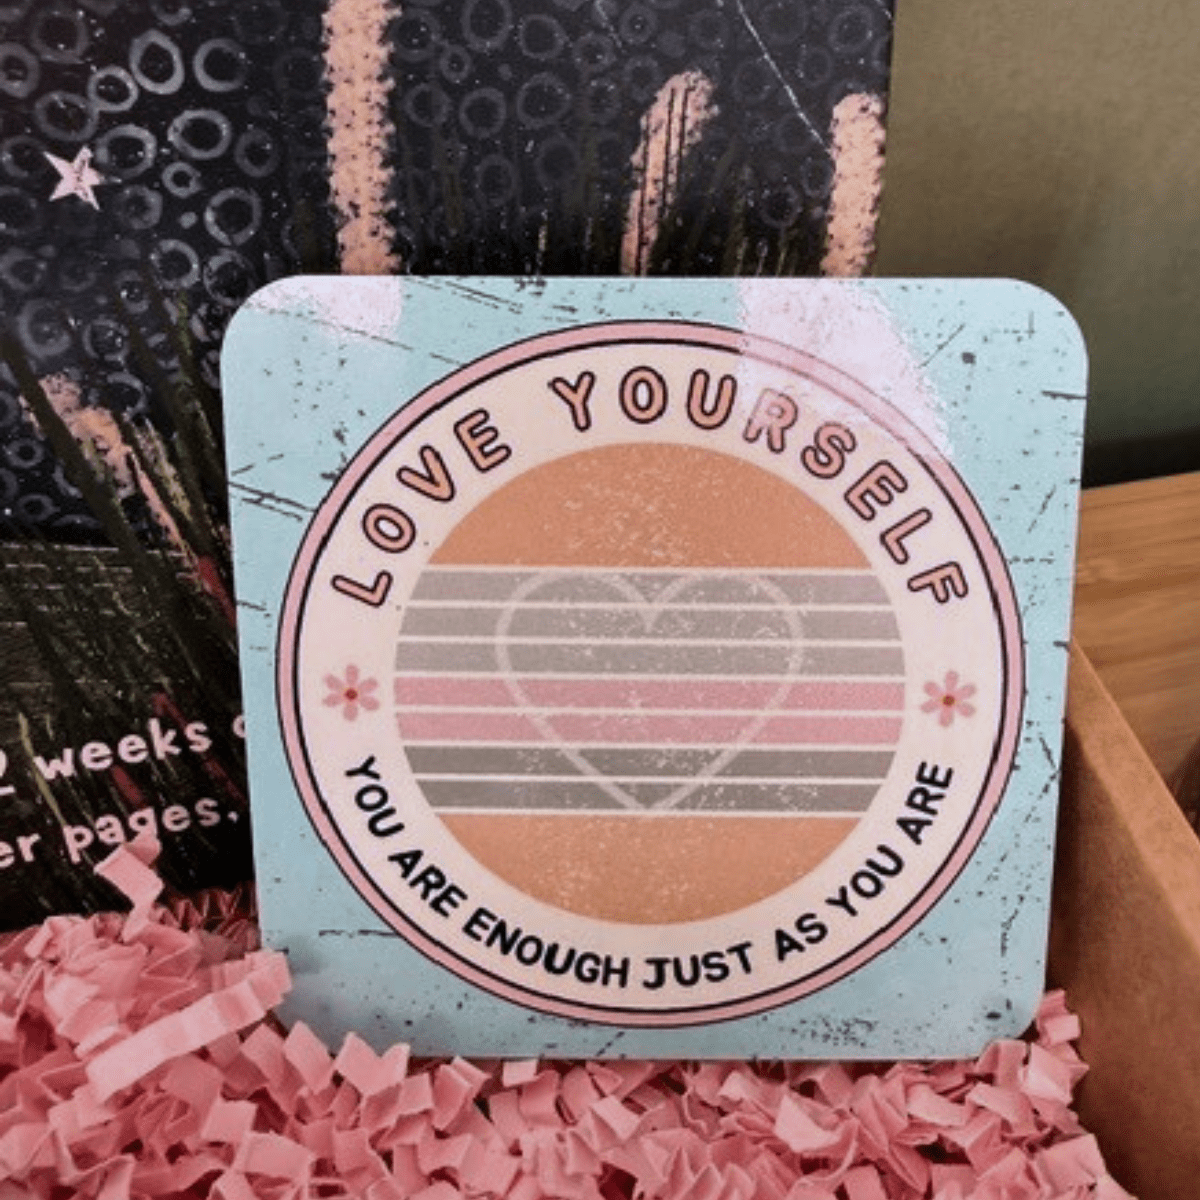 LOVE YOURSELF
YOU ARE ENOUGH JUST AS YOU ARE
weeks
pages,